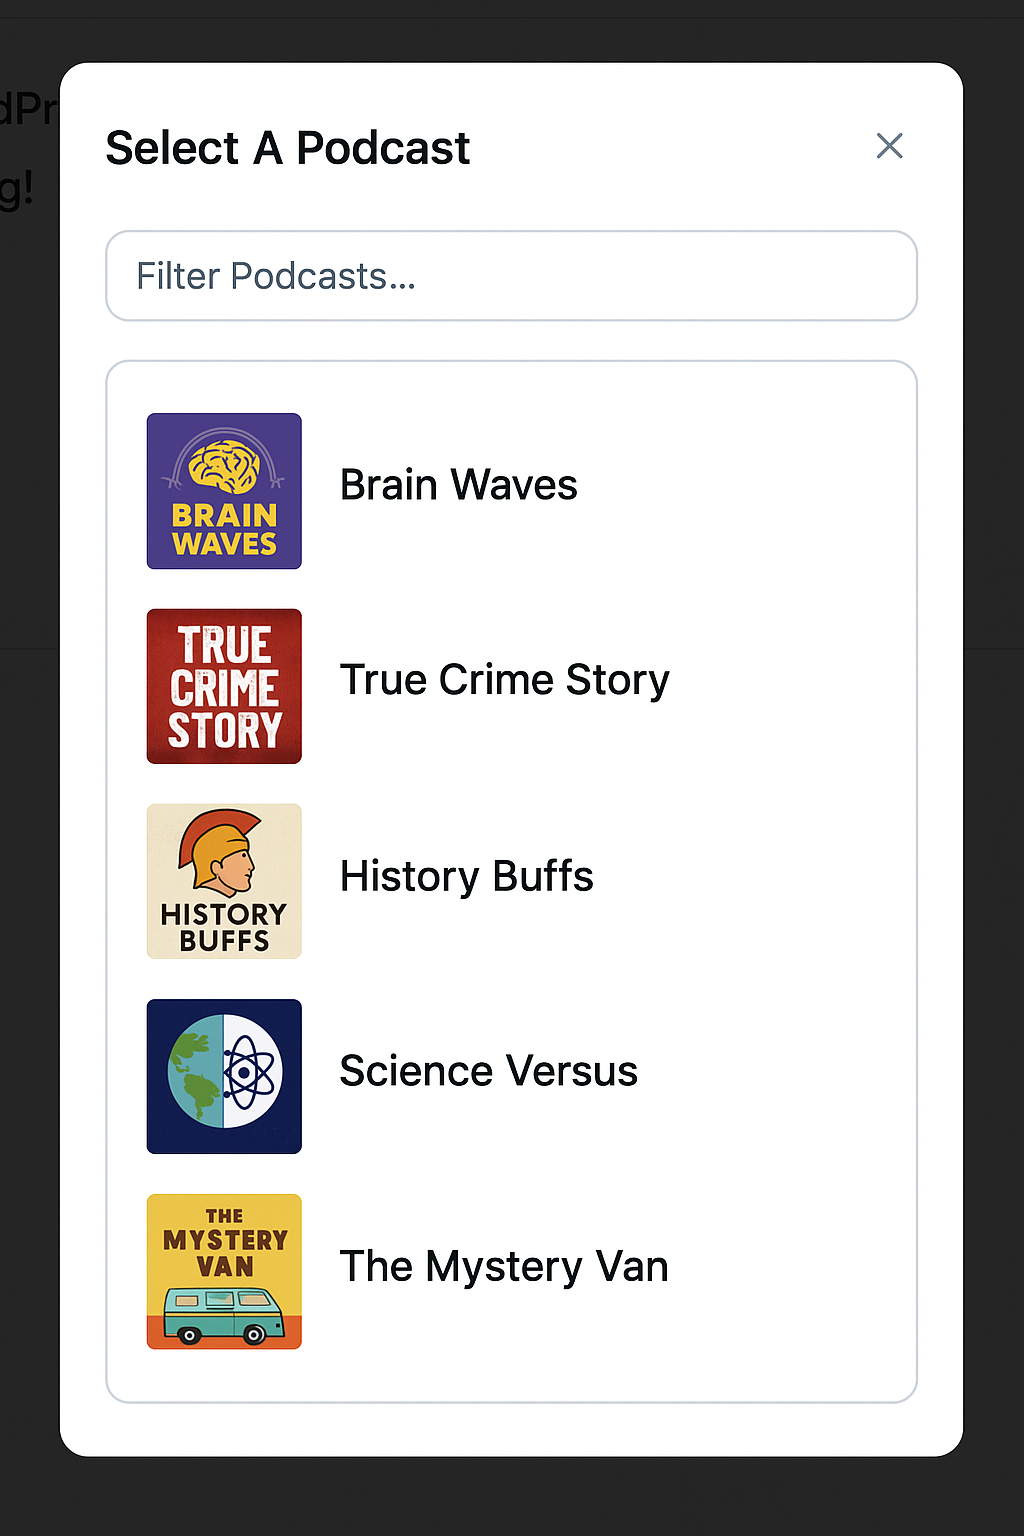 dPr
g!
Select A Podcast
Filter Podcasts...
BRAIN
WAVES
Brain Waves
TRUE
CRIME
STORY
True Crime Story
HISTORY
BUFFS
History Buffs
Science Versus
THE
MYSTERY
VAN
The Mystery Van